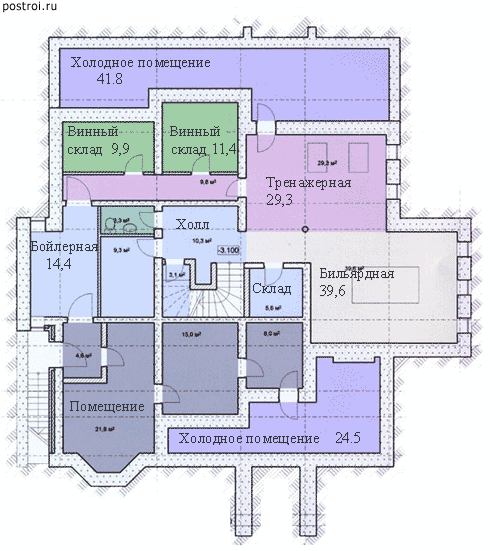 postroi.ru
Холодное помещение
41.8
Винный
склад 9,9
Винный
склад 11,4
29,3 м²
Тренажерная
29,3
9,8 м²
3,3 м²
Холл
10,3 м²
-3.100
Бойлерная
14,4
9,3 м²
3,1 м²
Склад
5,8 м²
Бильярдная
39,6
4,6 м²
15,0 м²
8,0 м²
Помещение
21,8 м²
Холодное помещение 24.5